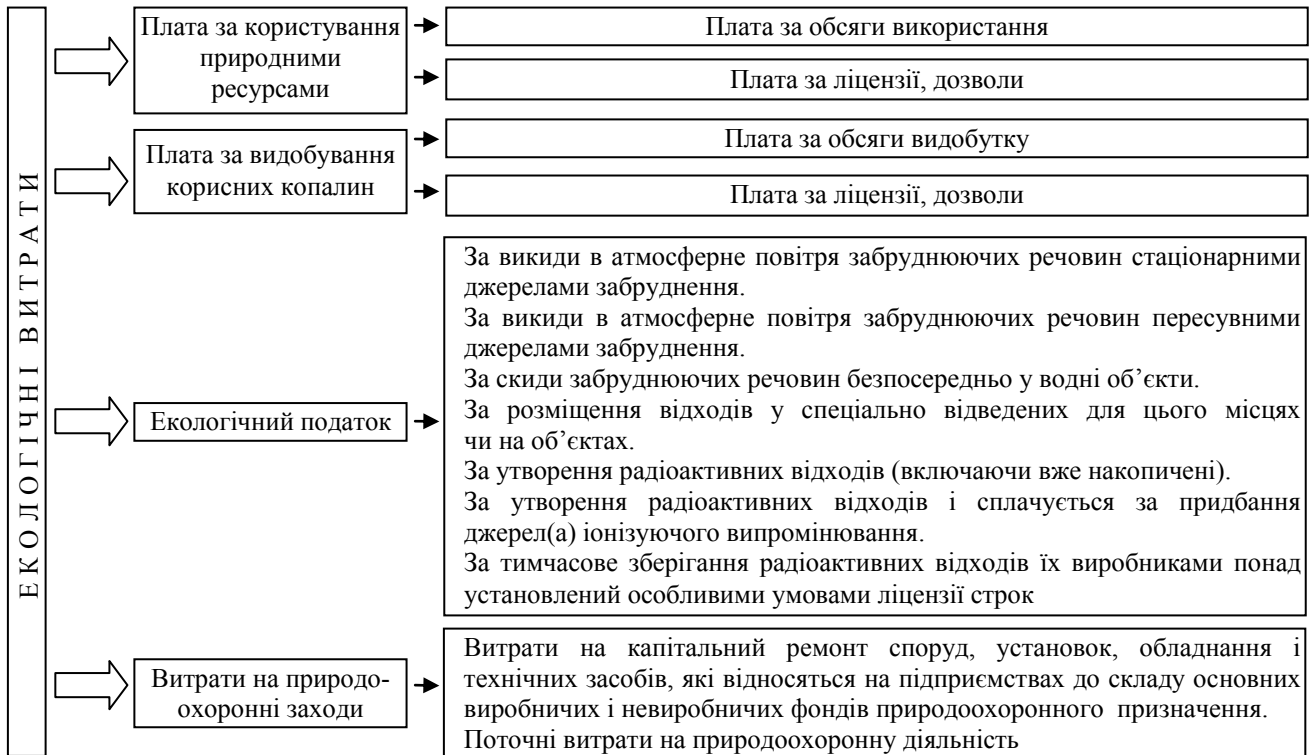 ЕКОЛОГІЧНІ ВИТРАТИ
Плата за користування
природними
ресурсами
Плата за обсяги використання
Плата за ліцензії, дозволи
Плата за видобування
корисних копалин
Плата за обсяги видобутку
Плата за ліцензії, дозволи
Екологічний податок
За викиди в атмосферне повітря забруднюючих речовин стаціонарними
джерелами забруднення.
За викиди в атмосферне повітря забруднюючих речовин пересувними
джерелами забруднення.
За скиди забруднюючих речовин безпосередньо у водні об’єкти.
За розміщення відходів у спеціально відведених для цього місцях
чи на об’єктах.
За утворення радіоактивних відходів (включаючи вже накопичені).
За утворення радіоактивних відходів і сплачується за придбання
джерел(а) іонізуючого випромінювання.
За тимчасове зберігання радіоактивних відходів їх виробниками понад
установлений особливими умовами ліцензії строк
Витрати на природо-
охоронні заходи
Витрати на капітальний ремонт споруд, установок, обладнання і
технічних засобів, які відносяться на підприємствах до складу основних
виробничих і невиробничих фондів природоохоронного призначення.
Поточні витрати на природоохоронну діяльність